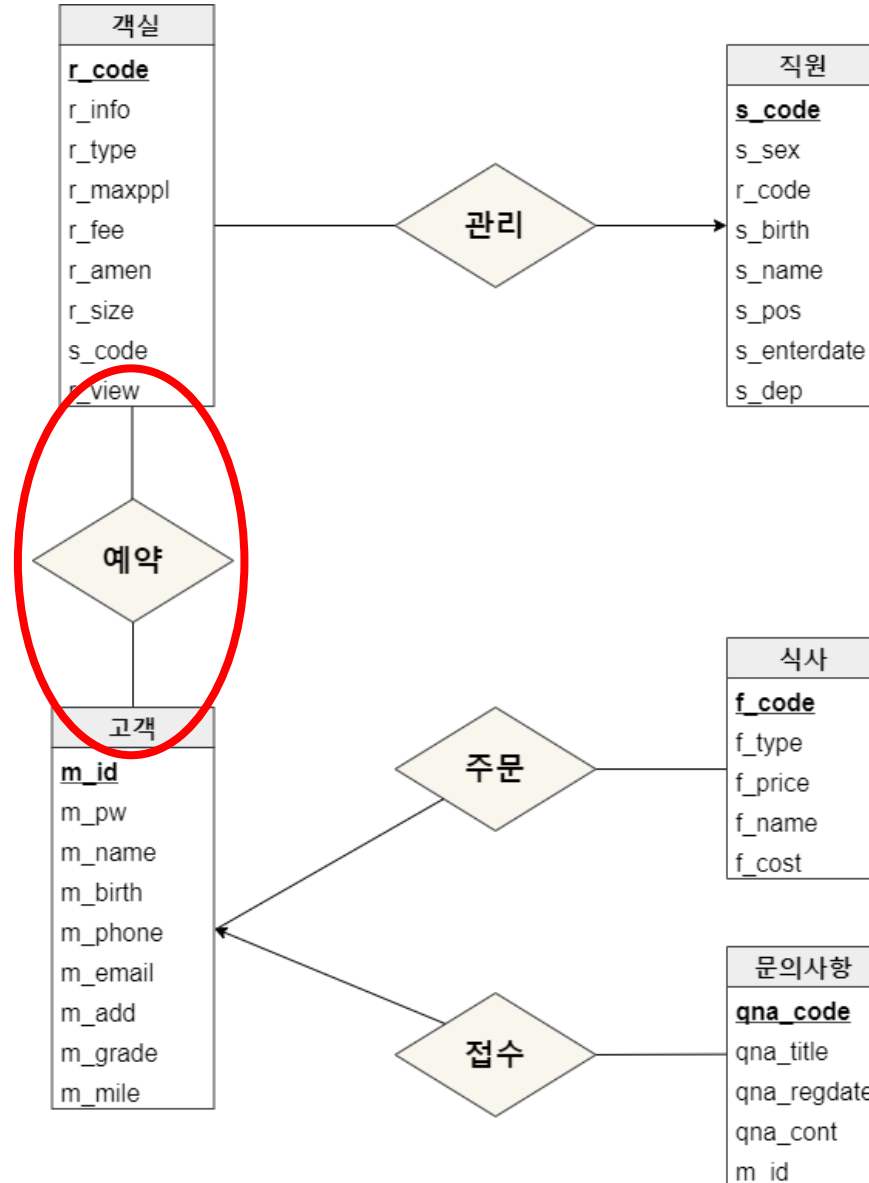 객실
r_code
r_info
r_type
r_maxppl
r_fee
r_amen
r_size
s_code
r_view
관리
직원
s_code
s_sex
r_code
s_birth
s_name
s_pos
s_enterdate
s_dep
예약
고객
m_id
m_pw
m_name
m_birth
m_phone
m_email
m_add
m_grade
m_mile
주문
식사
f_code
f_type
f_price
f_name
f_cost
접수
문의사항
qna_code
qna_title
qna_regdate
qna_cont
m_id